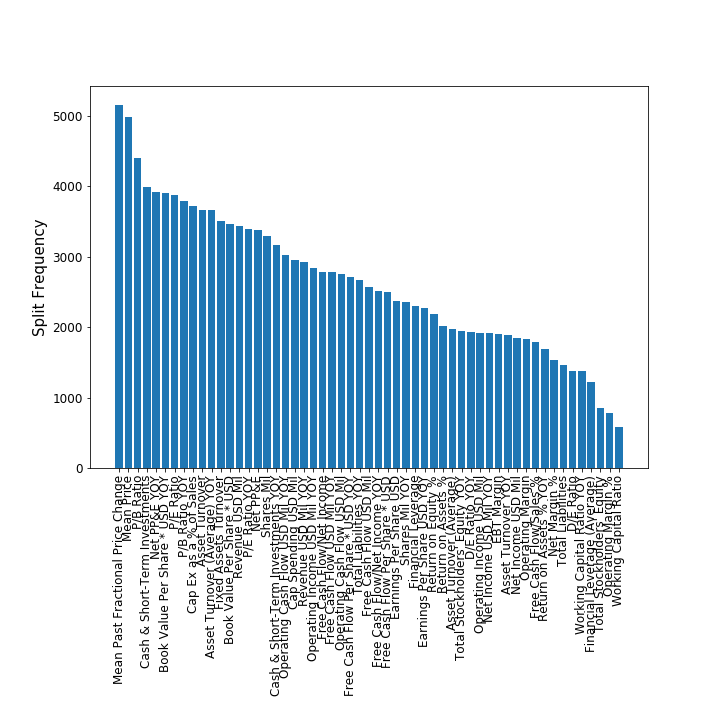 Split Frequency
5000
4000
3000
2000
1000
0
Mean Past Fractional Price Change
Mean Price
P/B Ratio
Cash & Short-Term Investments
Net PP&E YOY
Book Value Per Share * USD YOY
P/E Ratio
P/B Ratio YOY
Cap Ex as a % of Sales
Asset Turnover
Asset Turnover (Average) YOY
Fixed Assets Turnover
Book Value Per Share * USD
Revenue USD Mil
P/E Ratio YOY
Net PP&E
Shares Mil
Cash & Short-Term Investments YOY
Operating Cash Flow USD Mil YOY
Cap Spending USD Mil
Revenue USD Mil YOY
Operating Income USD Mil YOY
Free Cash Flow/Net Income
Free Cash Flow USD Mil YOY
Operating Cash Flow USD Mil
Free Cash Flow Per Share * USD YOY
Total Liabilities YOY
Free Cash Flow USD Mil
Free Cash Flow/Net Income YOY
Free Cash Flow Per Share * USD
Earnings Per Share USD
Shares Mil YOY
Financial Leverage
Earnings Per Share USD YOY
Return on Equity %
Return on Assets %
Asset Turnover (Average)
Total Stockholders' Equity YOY
D/E Ratio YOY
Operating Income USD Mil
Net Income USD Mil YOY
EBT Margin
Asset Turnover YOY
Net Income USD Mil
Operating Margin
Free Cash Flow/Sales %
Return on Assets % YOY
Net Margin %
Total Liabilities
D/E Ratio
Working Capital Ratio YOY
Financial Leverage (Average)
Total Stockholders' Equity
Operating Margin %
Working Capital Ratio